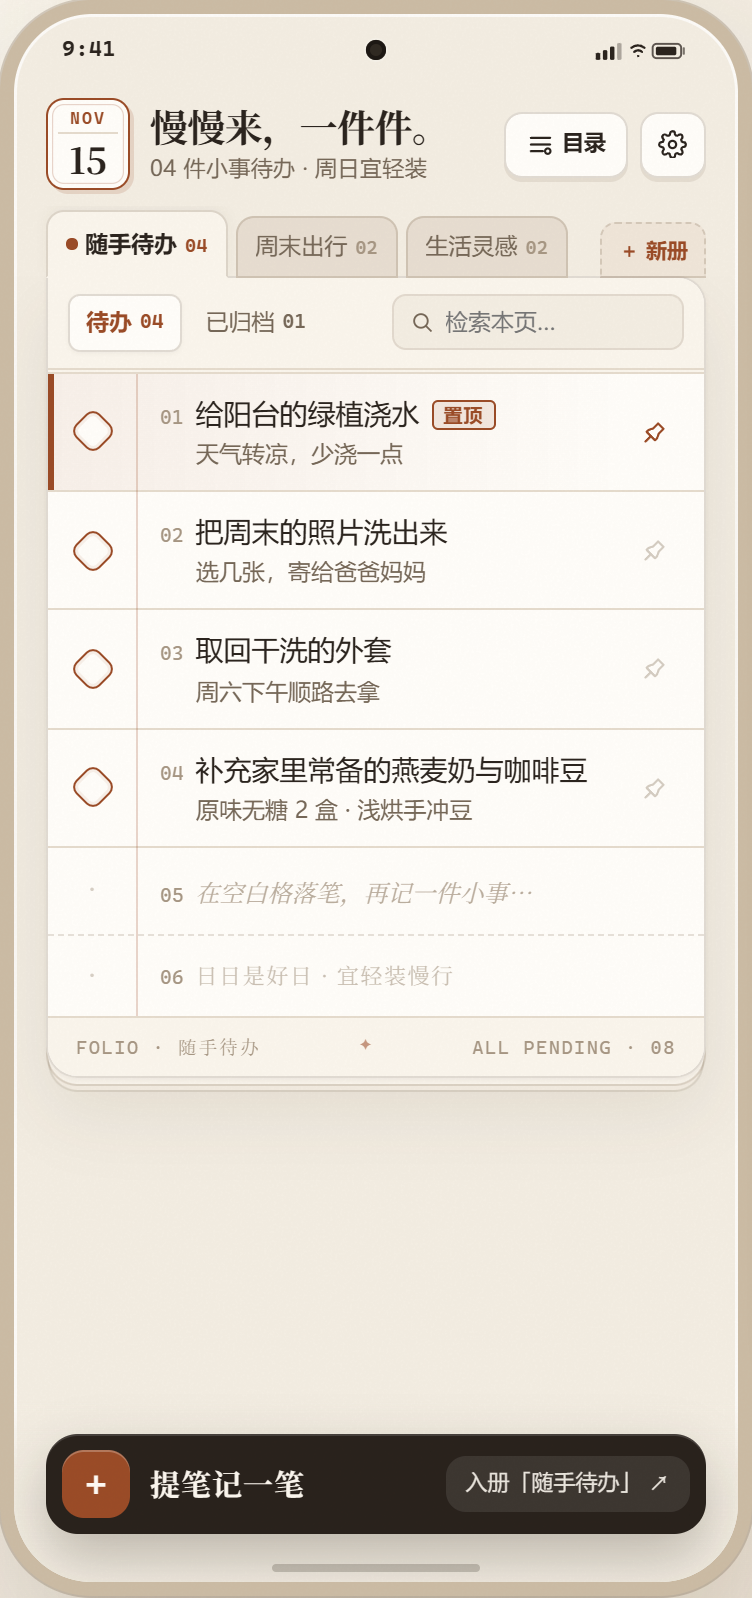 9:41
NOV
15
慢慢来，一件件。
04 件小事待办 · 周日宜轻装
目录
随手待办 04
周末出行 02
生活灵感 02
+ 新册
待办 04
已归档 01
检索本页...
01 给阳台的绿植浇水 置顶
天气转凉，少浇一点
02 把周末的照片洗出来
选几张，寄给爸爸妈妈
03 取回干洗的外套
周六下午顺路去拿
04 补充家里常备的燕麦奶与咖啡豆
原味无糖 2 盒 · 浅烘手冲豆
05 在空白格落笔，再记一件小事…
06 日日是好日 · 宜轻装慢行
FOLIO · 随手待办
ALL PENDING · 08
+ 提笔记一笔
入册「随手待办」 ↗